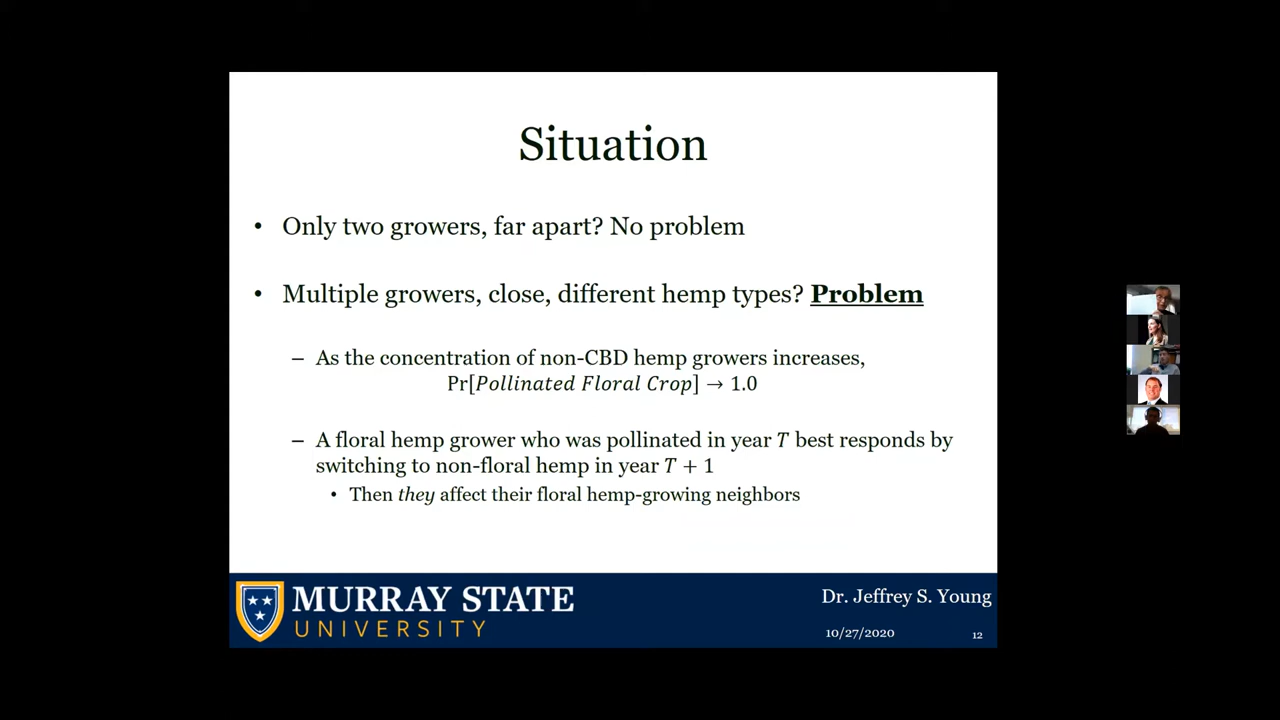 Situation
• Only two growers, far apart? No problem
• Multiple growers, close, different hemp types? Problem
– As the concentration of non-CBD hemp growers increases,
Pr[Pollinated Floral Crop] → 1.0
– A floral hemp grower who was pollinated in year T best responds by
switching to non-floral hemp in year T + 1
• Then they affect their floral hemp-growing neighbors
MURRAY STATE
UNIVERSITY
Dr. Jeffrey S. Young
10/27/2020
12